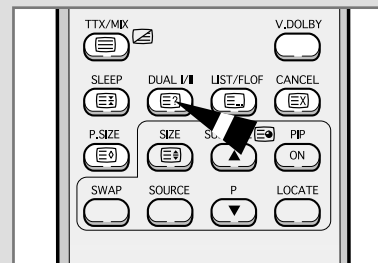 TTX/MIX V.DOLBY
SLEEP DUAL I/II LIST/FLOF CANCEL
P.SIZE SIZE PIP
ON
SWAP SOURCE P LOCATE